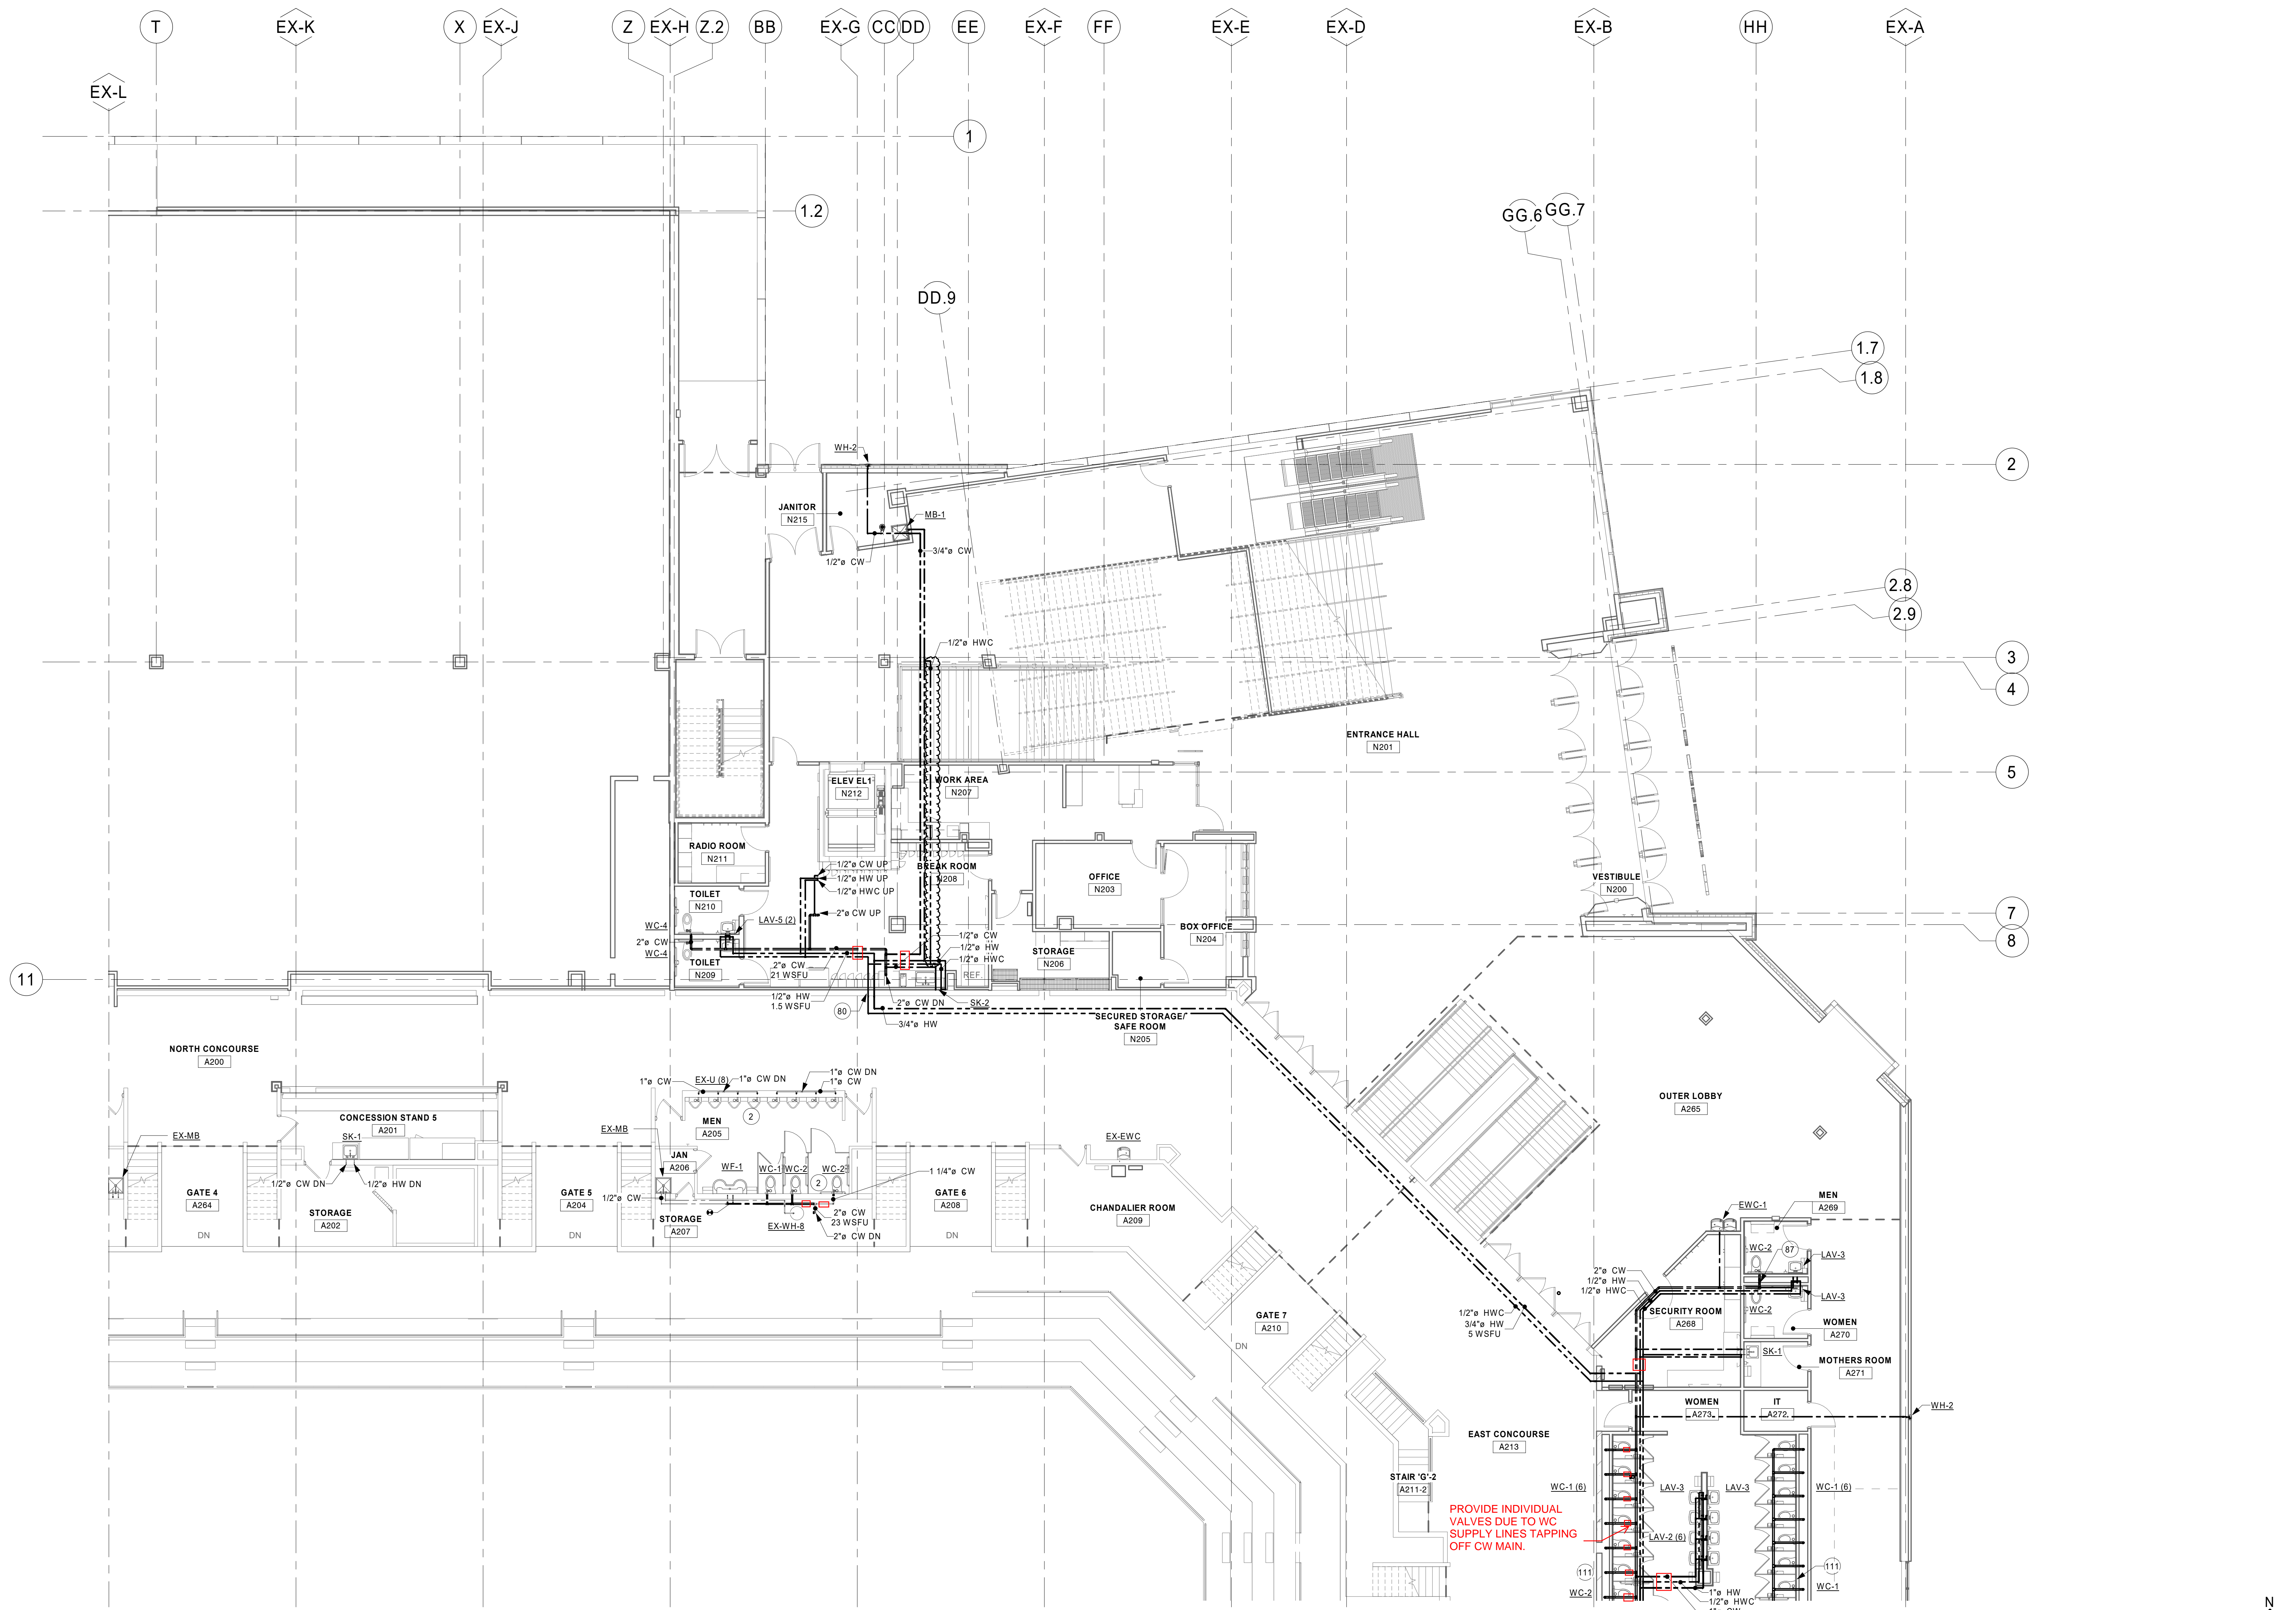 T
EX-K
X
EX-J
Z
EX-H
Z.2
BB
EX-G
CC
DD
EE
EX-F
FF
EX-E
EX-D
EX-B
HH
EX-A
EX-L
1
1.2
GG.6
GG.7
DD.9
1.7
1.8
2
WH-2
JANITOR
N215
MB-1
3/4"ø CW
1/2"ø CW
2.8
2.9
1/2"ø HWC
3
4
ENTRANCE HALL
N201
5
ELEV EL1
N212
WORK AREA
N207
RADIO ROOM
N211
1/2"ø CW UP
1/2"ø HW UP
1/2"ø HWC UP
BREAK ROOM
N208
OFFICE
N203
VESTIBULE
N200
TOILET
N210
LAV-5 (2)
2"ø CW UP
7
8
WC-4
2"ø CW
WC-4
TOILET
N209
2"ø CW
21 WSFU
1/2"ø CW
1/2"ø HW
1/2"ø HWC
REF.
STORAGE
N206
BOX OFFICE
N204
11
1/2"ø HW
1.5 WSFU
80
2"ø CW DN
SK-2
3/4"ø HW
SECURED STORAGE/
SAFE ROOM
N205
NORTH CONCOURSE
A200
1"ø CW
EX-U (8)
1"ø CW DN
1"ø CW DN
1"ø CW
OUTER LOBBY
A265
CONCESSION STAND 5
A201
SK-1
EX-MB
1/2"ø CW DN
1/2"ø HW DN
MEN
A205
2
EX-MB
JAN
A206
WF-1
WC-1
WC-2
WC-2
2
1 1/4"ø CW
EX-EWC
GATE 4
A264
DN
STORAGE
A202
GATE 5
A204
DN
1/2"ø CW
STORAGE
A207
EX-WH-8
2"ø CW
23 WSFU
2"ø CW DN
GATE 6
A208
DN
CHANDALIER ROOM
A209
EWC-1
MEN
A269
WC-2
87
LAV-3
2"ø CW
1/2"ø HW
1/2"ø HWC
LAV-3
SECURITY ROOM
A268
WC-2
WOMEN
A270
GATE 7
A210
DN
1/2"ø HWC
3/4"ø HW
5 WSFU
SK-1
MOTHERS ROOM
A271
WOMEN
A273
IT
A272
WH-2
EAST CONCOURSE
A213
STAIR 'G'-2
A211-2
WC-1 (6)
LAV-3
LAV-3
WC-1 (6)
PROVIDE INDIVIDUAL
VALVES DUE TO WC
SUPPLY LINES TAPPING
OFF CW MAIN.
LAV-2 (6)
111
WC-2
111
WC-1
1"ø HW
1/2"ø HWC
1"ø CW
N